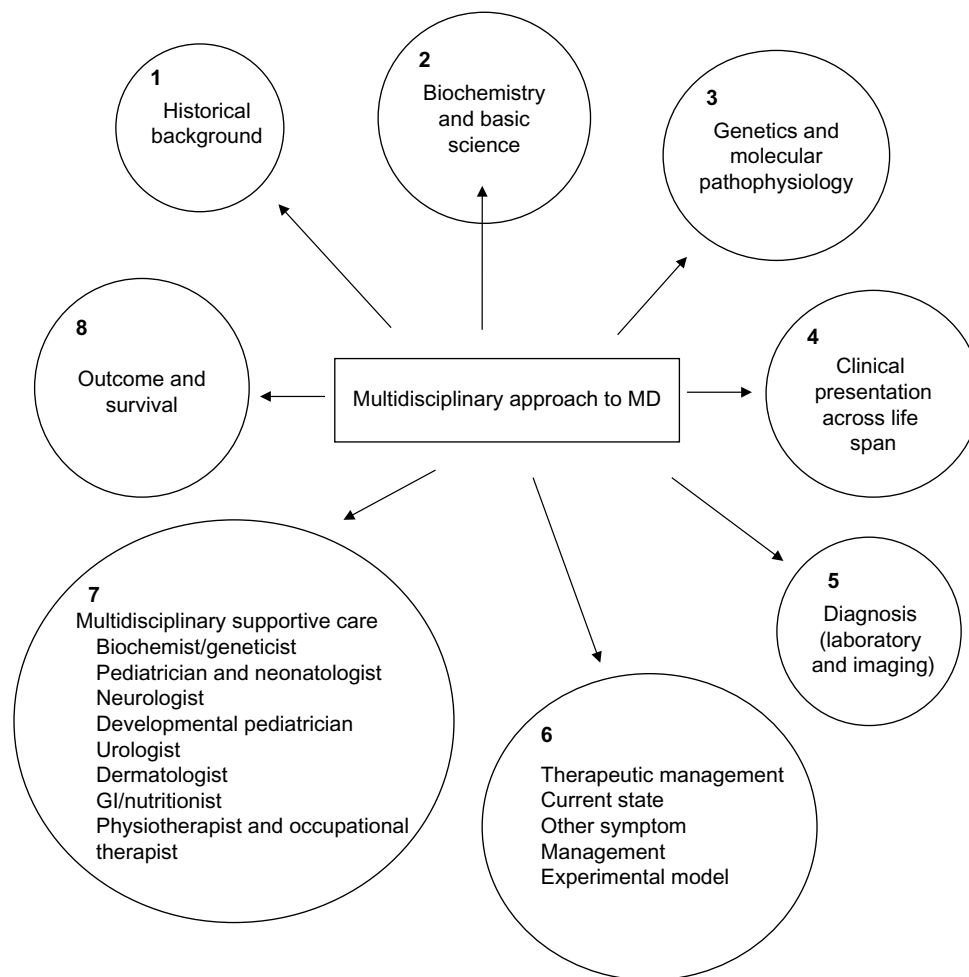 1
Historical
background
2
Biochemistry
and basic
science
3
Genetics and
molecular
pathophysiology
4
Clinical
presentation
across life
span
5
Diagnosis
(laboratory
and imaging)
6
Therapeutic management
Current state
Other symptom
Management
Experimental model
7
Multidisciplinary supportive care
Biochemist/geneticist
Pediatrician and neonatologist
Neurologist
Developmental pediatrician
Urologist
Dermatologist
GI/nutritionist
Physiotherapist and occupational
therapist
8
Outcome and
survival
Multidisciplinary approach to MD